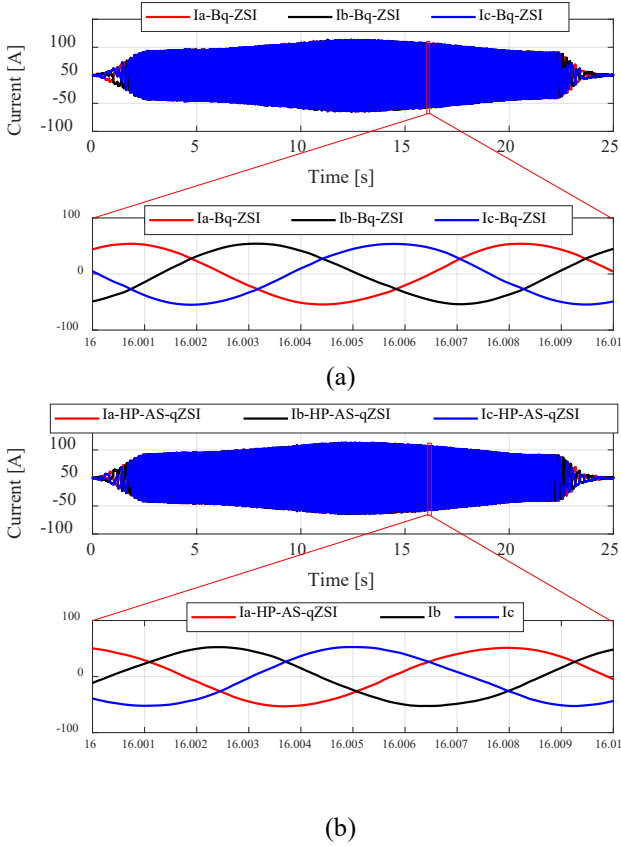 Ia-Bq-ZSI Ib-Bq-ZSI Ic-Bq-ZSI
Current [A]
100
50
-50
-100
0 5 10 15 20 25
Time [s]
Ia-Bq-ZSI Ib-Bq-ZSI Ic-Bq-ZSI
100
0
-100
16 16.001 16.002 16.003 16.004 16.005 16.006 16.007 16.008 16.009 16.01
(a)
Ia-HP-AS-qZSI Ib-HP-AS-qZSI Ic-HP-AS-qZSI
Current [A]
100
50
-50
-100
0 5 10 15 20 25
Time [s]
Ia-HP-AS-qZSI Ib Ic
100
0
-100
16 16.001 16.002 16.003 16.004 16.005 16.006 16.007 16.008 16.009 16.01
(b)